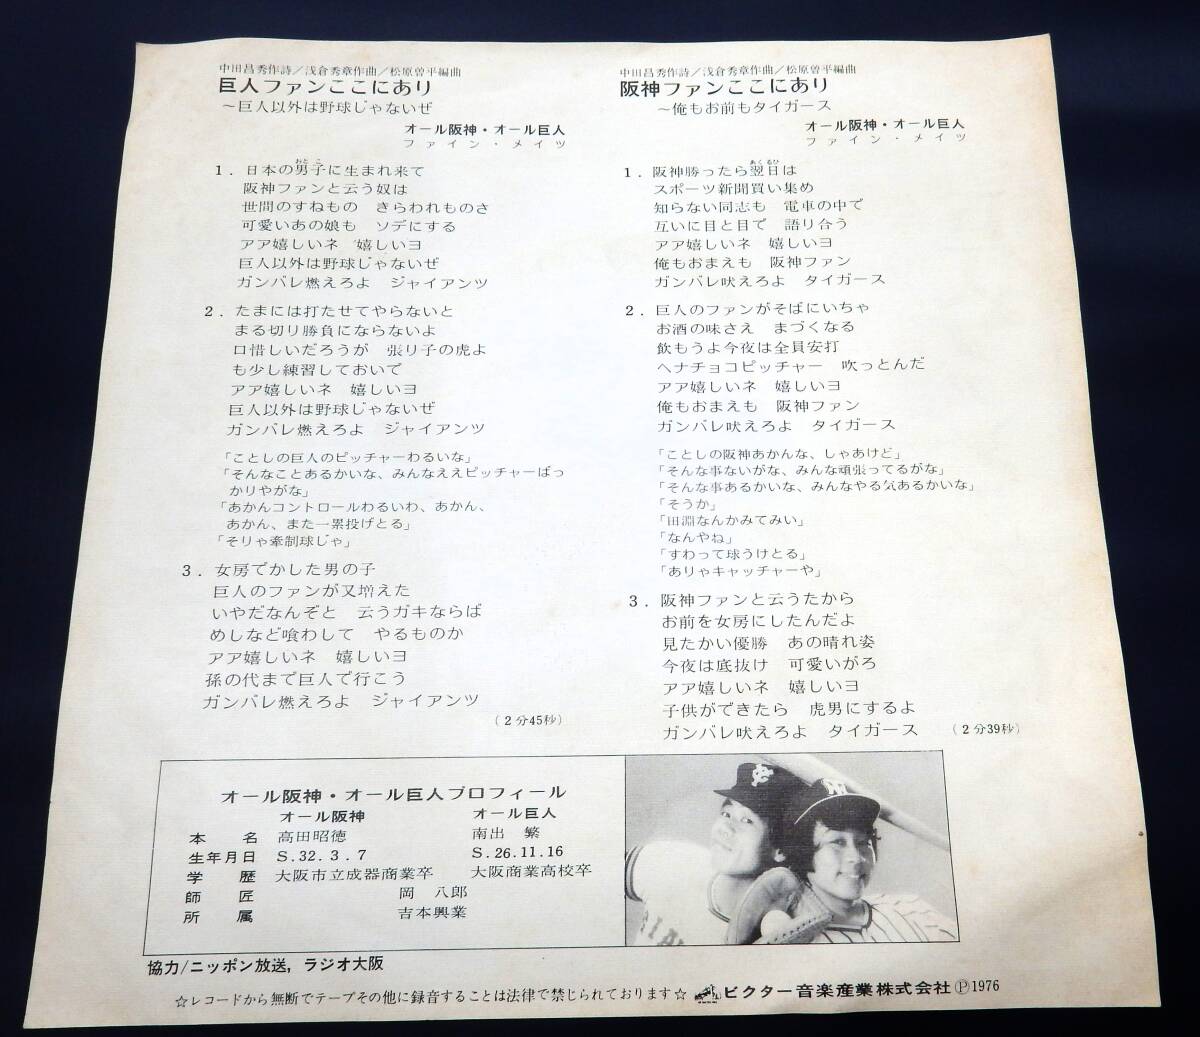 中田昌秀作詩／浅倉秀章作曲／松原曽平編曲
巨人ファンここにあり
～巨人以外は野球じゃないぜ
オール阪神・オール巨人
ファイン・メイツ
1．日本の男子に生まれ来て
おとこ
阪神ファンと云う奴は
世間のすねもの　きらわれものさ
可愛いあの娘も　ソデにする
アア嬉しいネ　嬉しいヨ
巨人以外は野球じゃないぜ
ガンバレ燃えろよ　ジャイアンツ
2．たまには打たせてやらないと
まる切り勝負にならないよ
口惜しいだろうが　張り子の虎よ
も少し練習しておいで
アア嬉しいネ　嬉しいヨ
巨人以外は野球じゃないぜ
ガンバレ燃えろよ　ジャイアンツ
「ことしの巨人のピッチャーわるいな」
「そんなことあるかいな、みんなええピッチャーばっ
かりやがな」
「あかんコントロールわるいわ、あかん、
あかん、また一累投げとる」
「そりゃ牽制球じゃ」
3．女房でかした男の子
巨人のファンが又増えた
いやだなんぞと　云うガキならば
めしなど喰わして　やるものか
アア嬉しいネ　嬉しいヨ
孫の代まで巨人で行こう
ガンバレ燃えろよ　ジャイアンツ
（2分45秒）
中田昌秀作詩／浅倉秀章作曲／松原曽平編曲
阪神ファンここにあり
～俺もお前もタイガース
オール阪神・オール巨人
ファイン・メイツ
1．阪神勝ったら翌日は
あくるひ
スポーツ新聞買い集め
知らない同志も　電車の中で
互いに目と目で　語り合う
アア嬉しいネ　嬉しいヨ
俺もおまえも　阪神ファン
ガンバレ吠えろよ　タイガース
2．巨人のファンがそばにいちゃ
お酒の味さえ　まづくなる
飲もうよ今夜は全員安打
ヘナチョコピッチャー　吹っとんだ
アア嬉しいネ　嬉しいヨ
俺もおまえも　阪神ファン
ガンバレ吠えろよ　タイガース
「ことしの阪神あかんな、しゃあけど」
「そんな事ないがな、みんな頑張ってるがな」
「そんな事あるかいな、みんなやる気あるかいな」
「そうか」
「田淵なんかみてみい」
「なんやね」
「すわって球うけとる」
「ありゃキャッチャーや」
3．阪神ファンと云うたから
お前を女房にしたんだよ
見たかい優勝　あの晴れ姿
今夜は底抜け　可愛いがろ
アア嬉しいネ　嬉しいヨ
子供ができたら　虎男にするよ
ガンバレ吠えろよ　タイガース
（2分39秒）
オール阪神・オール巨人プロフィール
オール阪神　オール巨人
本名　高田昭徳　南出　繁
生年月日　S.32.3.7　S.26.11.16
学歴　大阪市立成器商業卒　大阪商業高校卒
師匠　岡　八郎
所属　吉本興業
協力/ニッポン放送，ラジオ大阪
☆レコードから無断でテープその他に録音することは法律で禁じられております☆
ビクター音楽産業株式会社Ⓟ1976